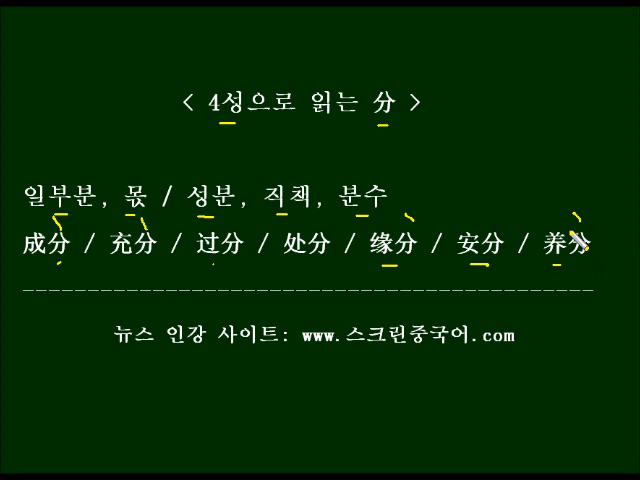 < 4성으로 읽는 分 >
일부분, 몫 / 성분, 직책, 분수
成分 / 充分 / 过分 / 处分 / 缘分 / 安分 / 养分
뉴스 인강 사이트: www.스크린중국어.com